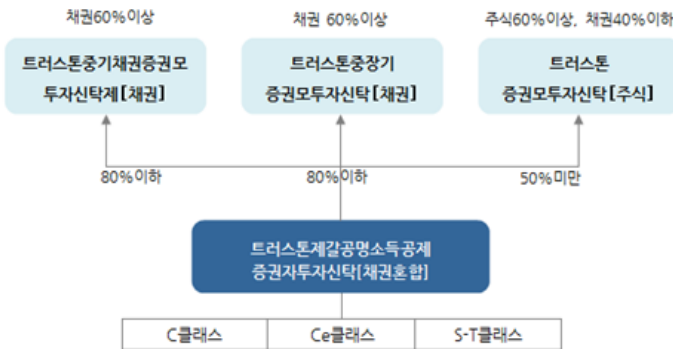 채권60%이상
채권 60%이상
주식60%이상, 채권40%이하
트러스톤중기채권증권모
투자신탁제[채권]
트러스톤중장기
증권모투자신탁[채권]
트러스톤
증권모투자신탁[주식]
80%이하
80%이하
50%미만
트러스톤제갈공명소득공제
증권자투자신탁[채권혼합]
C클래스
Ce클래스
S-T클래스